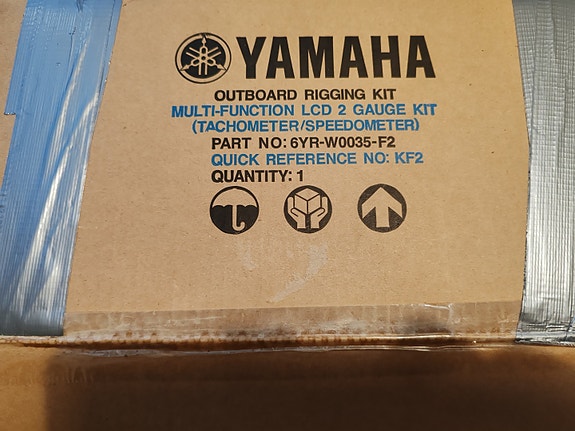 YAMAHA
OUTBOARD RIGGING KIT
MULTI-FUNCTION LCD 2 GAUGE KIT
(TACHOMETER/SPEEDOMETER)
PART NO: 6YR-W0035-F2
QUICK REFERENCE NO: KF2
QUANTITY: 1